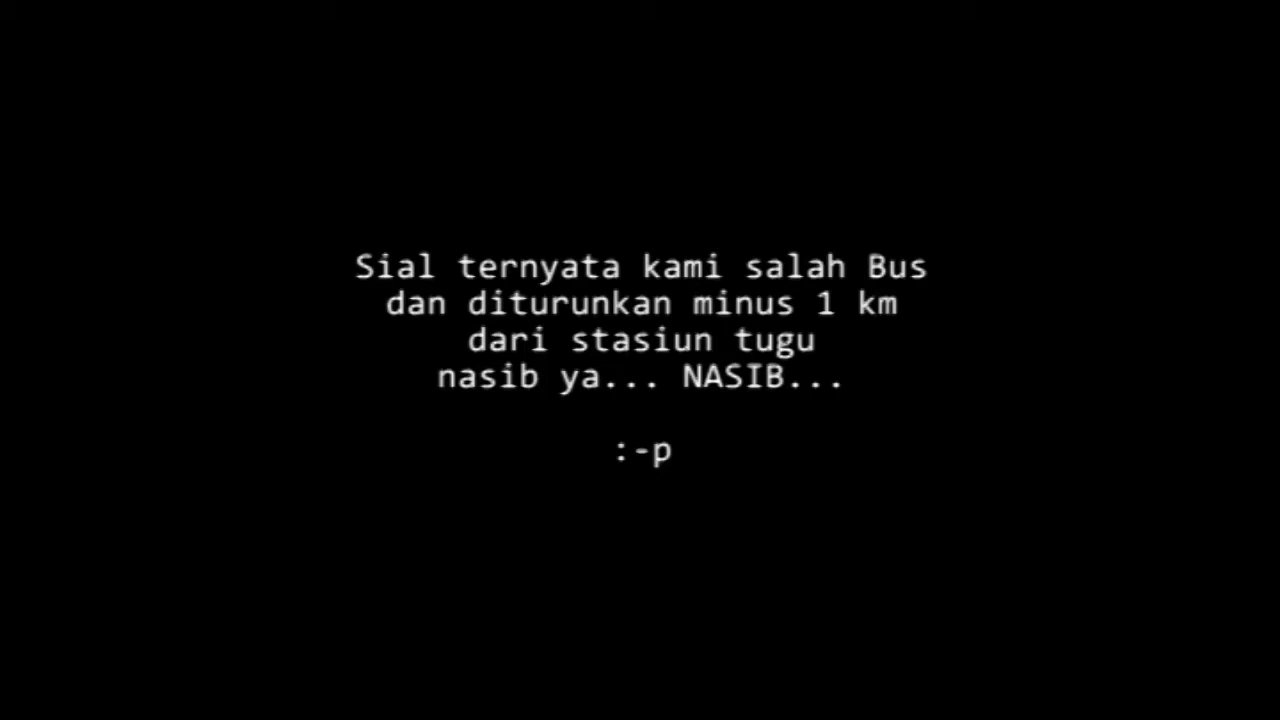 Sial ternyata kami salah Bus
dan diturunkan minus 1 km
dari stasiun tugu
nasib ya... NASIB...
:-p